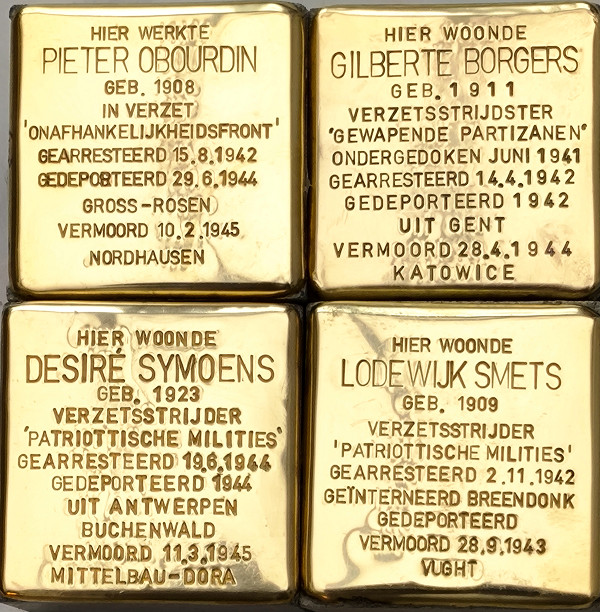 HIER WERKTE
PIETER OBOURDIN
GEB. 1908
IN VERZET
'ONAFHANKELIJKHEIDSFRONT'
GEARRESTEERD 15.8.1942
GEDEPORTEERD 29.6.1944
GROSS-ROSEN
VERMOORD 10.2.1945
NORDHAUSEN
HIER WOONDE
GILBERTE BORGERS
GEB. 1911
VERZETSSTRIJDSTER
"GEWAPENDE PARTIZANEN"
ONDERGEDOKEN JUNI 1941
GEARRESTEERD 14.4.1942
GEDEPORTEERD 1942
UIT GENT
VERMOORD 28.4.1944
KATOWICE
HIER WOONDE
DESIRÉ SYMOENS
GEB. 1923
VERZETSSTRIJDER
'PATRIOTTISCHE MILITIES'
GEARRESTEERD 19.6.1944
GEDEPORTEERD 1944
UIT ANTWERPEN
BUCHENWALD
VERMOORD 11.3.1945
MITTELBAU-DORA
HIER WOONDE
LODEWIJK SMETS
GEB. 1909
VERZETSSTRIJDER
'PATRIOTTISCHE MILITIES'
GEARRESTEERD 2.11.1942
GEÏNTERNEERD BREENDONK
GEDEPORTEERD
VERMOORD 28.9.1943
VUGHT